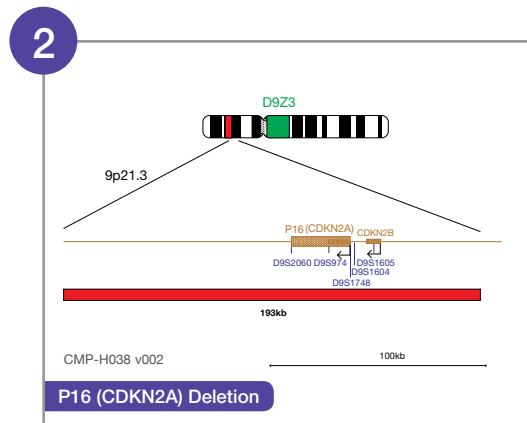 2
D9Z3
9p21.3
P16 (CDKN2A)
CDKN2B
D9S2060 D9S974 D9S1605
D9S1604
D9S1748
193kb
CMP-H038 v002
100kb
P16 (CDKN2A) Deletion